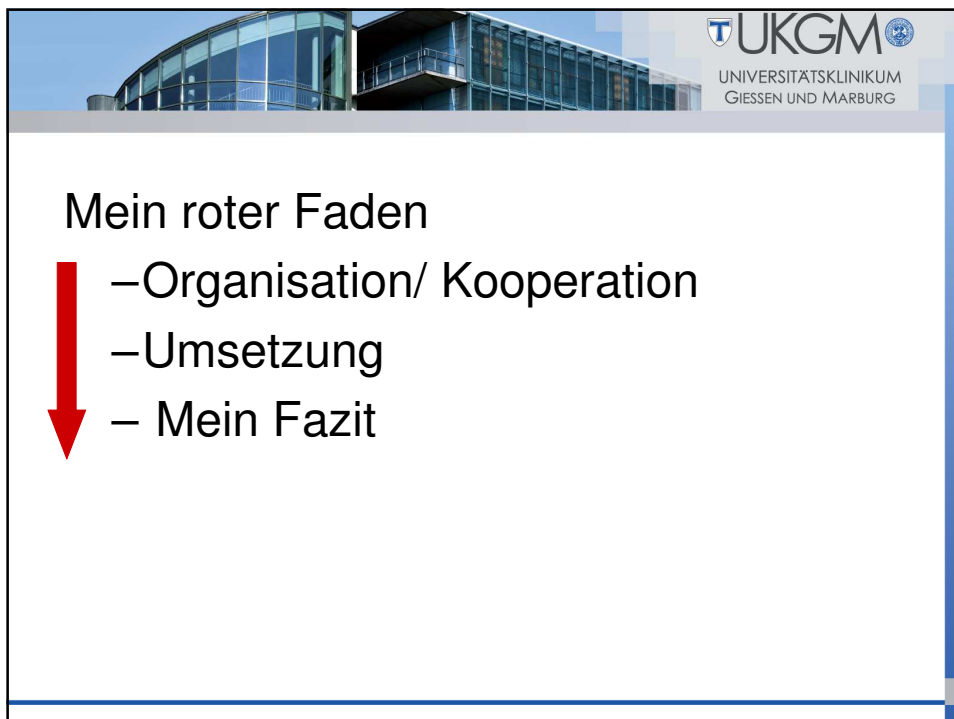 UKGM
UNIVERSITÄTSKLINIKUM
GIESSEN UND MARBURG
Mein roter Faden
–Organisation/ Kooperation
–Umsetzung
– Mein Fazit